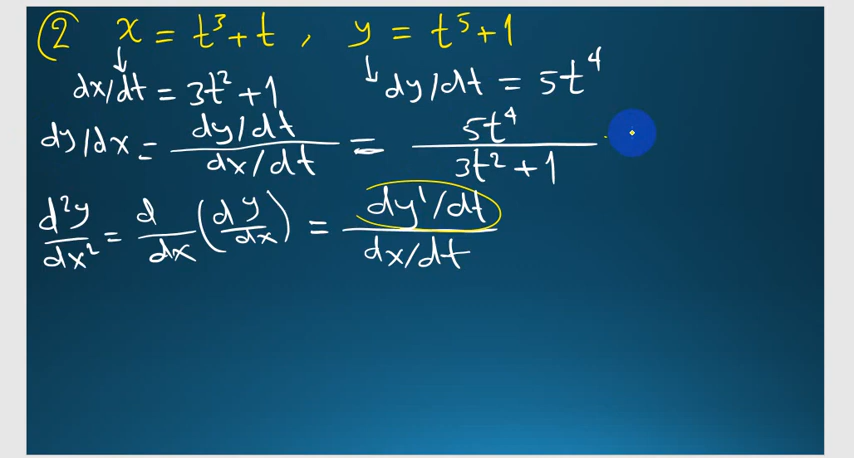 ② x = t³ + t , y = t⁵ + 1
dx/dt = 3t² + 1 dy/dt = 5t⁴
dy/dx = dy/dt / dx/dt = 5t⁴ / 3t² + 1
d²y/dx² = d/dx (dy/dx) = dy'/dt / dx/dt